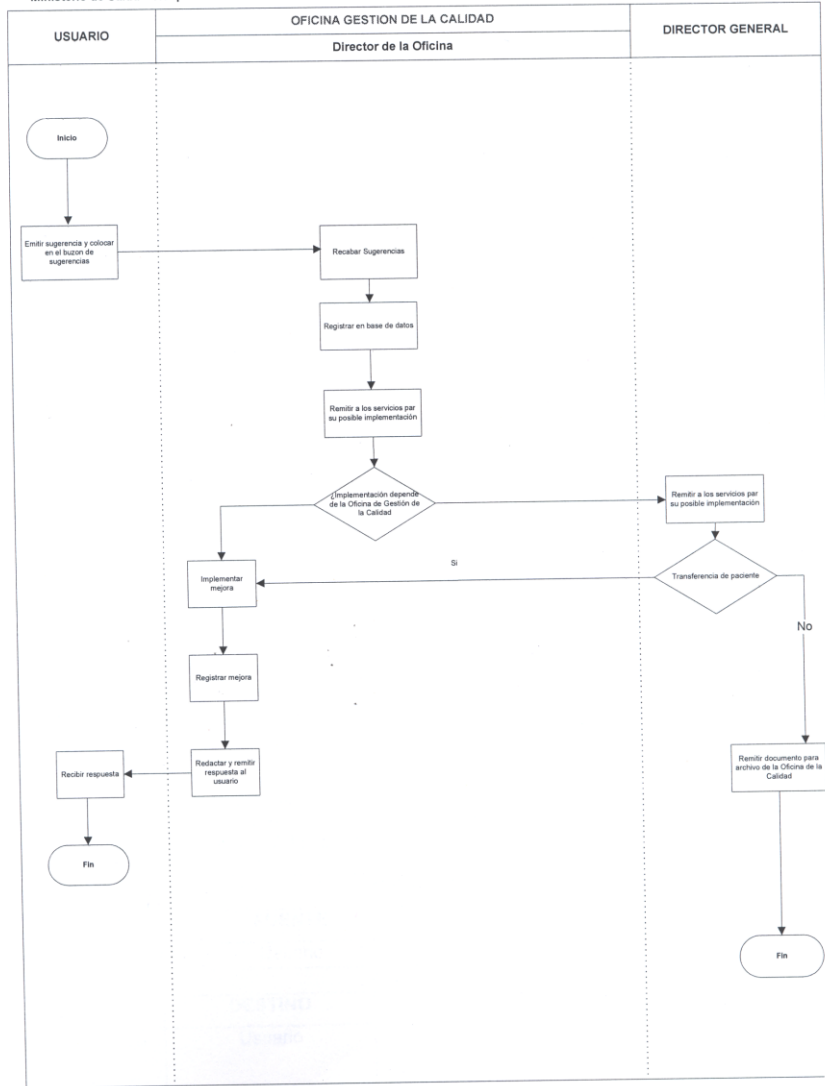 USUARIO
OFICINA GESTION DE LA CALIDAD
Director de la Oficina
DIRECTOR GENERAL
Inicio
Emitir sugerencia y colocar
en el buzon de
sugerencias
Recabar Sugerencias
Registrar en base de datos
Remitir a los servicios par
su posible implementación
¿Implementación depende
de la Oficina de Gestión de
la Calidad
Remitir a los servicios par
su posible implementación
Transferencia de paciente
Si
No
Implementar
mejora
Registrar mejora
Redactar y remitir
respuesta al
usuario
Recibir respuesta
Fin
Remitir documento para
archivo de la Oficina de la
Calidad
Fin